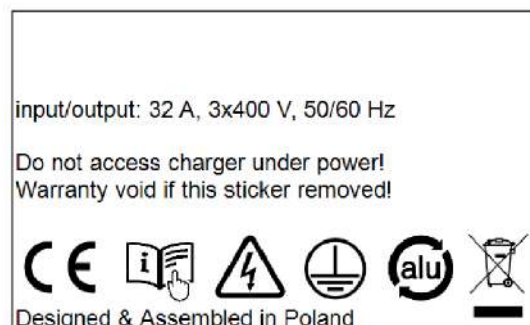 input/output: 32 A, 3x400 V, 50/60 Hz
Do not access charger under power!
Warranty void if this sticker removed!
CE i alu
Designed & Assembled in Poland